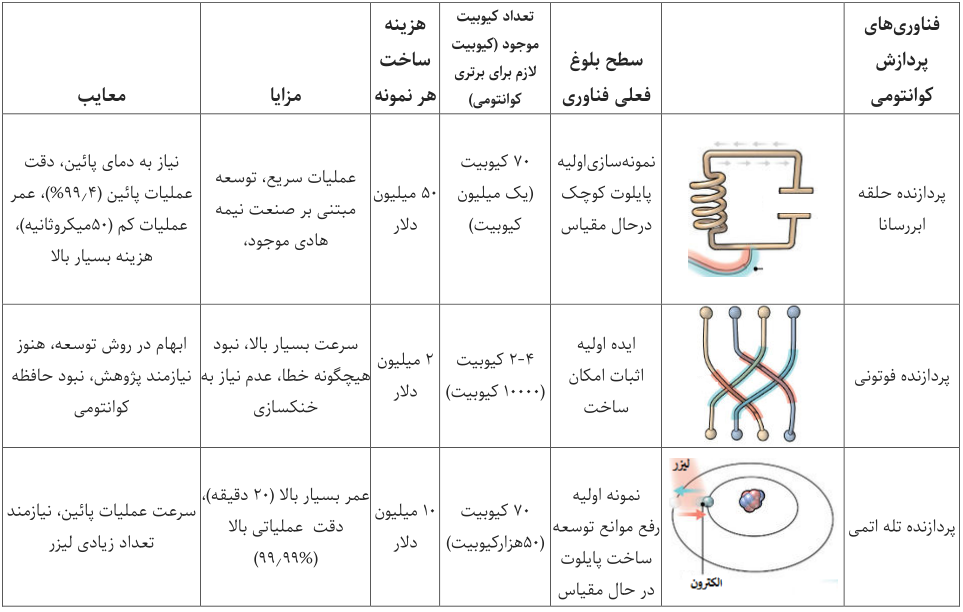 فناوری‌های
پردازش
کوانتومی
سطح بلوغ
فعلی فناوری
تعداد کیوبیت
موجود (کیوبیت
لازم برای برتری
کوانتومی)
هزینه
ساخت
هر نمونه
مزایا
معایب
پردازنده حلقه
ابررسانا
نمونه‌سازی‌اولیه
پایلوت کوچک
درحال مقیاس
۷۰ کیوبیت
(یک میلیون
کیوبیت)
۵۰ میلیون
دلار
عملیات سریع، توسعه
مبتنی بر صنعت نیمه
هادی موجود،
نیاز به دمای پائین، دقت
عملیات پائین (۹۹٫۴%)، عمر
عملیات کم (۵۰میکروثانیه)،
هزینه بسیار بالا
پردازنده فوتونی
ایده اولیه
اثبات امکان
ساخت
۲-۴ کیوبیت
(۱۰۰۰۰ کیوبیت)
۲ میلیون
دلار
سرعت بسیار بالا، نبود
هیچگونه خطا، عدم نیاز به
خنکسازی
ابهام در روش توسعه، هنوز
نیازمند پژوهش، نبود حافظه
کوانتومی
پردازنده تله اتمی
لیزر
الکترون
نمونه اولیه
رفع موانع توسعه
ساخت پایلوت
در حال مقیاس
۷۰ کیوبیت
(۵۰هزارکیوبیت)
۱۰ میلیون
دلار
عمر بسیار بالا (۲۰ دقیقه)،
دقت عملیاتی بالا
(۹۹٫۹۹%)
سرعت عملیات پائین، نیازمند
تعداد زیادی لیزر